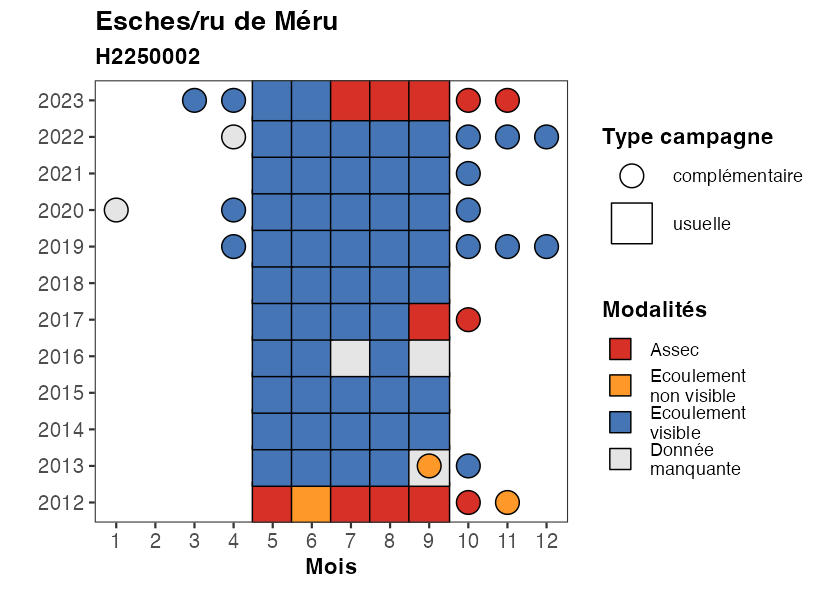 Esches/ru de Méru
H2250002
2023
2022
2021
2020
2019
2018
2017
2016
2015
2014
2013
2012
1 2 3 4 5 6 7 8 9 10 11 12
Mois
Type campagne
complémentaire
usuelle
Modalités
Assec
Ecoulement
non visible
Ecoulement
visible
Donnée
manquante